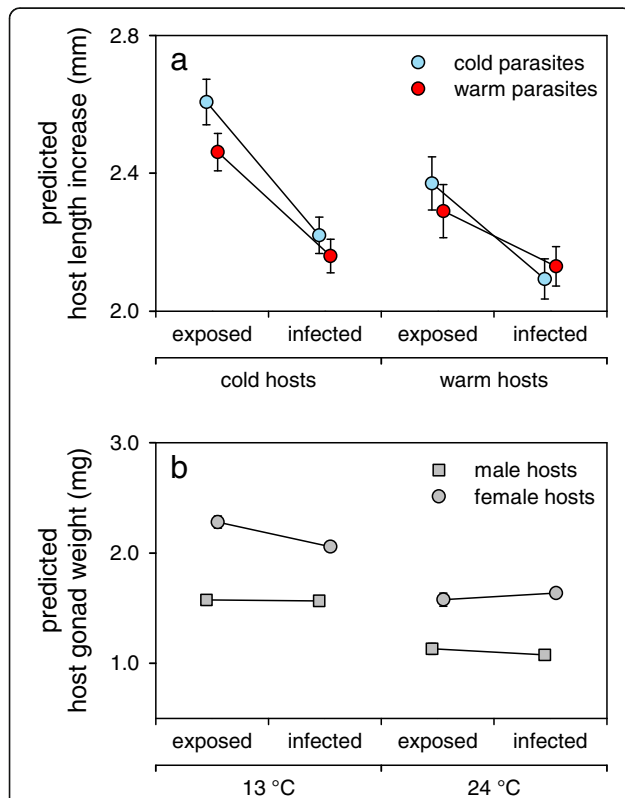 2.8
a
cold parasites
warm parasites
predicted
host length increase (mm)
2.4
2.0
exposed infected exposed infected
cold hosts warm hosts
3.0
b
male hosts
female hosts
predicted
host gonad weight (mg)
2.0
1.0
exposed infected exposed infected
13 °C 24 °C